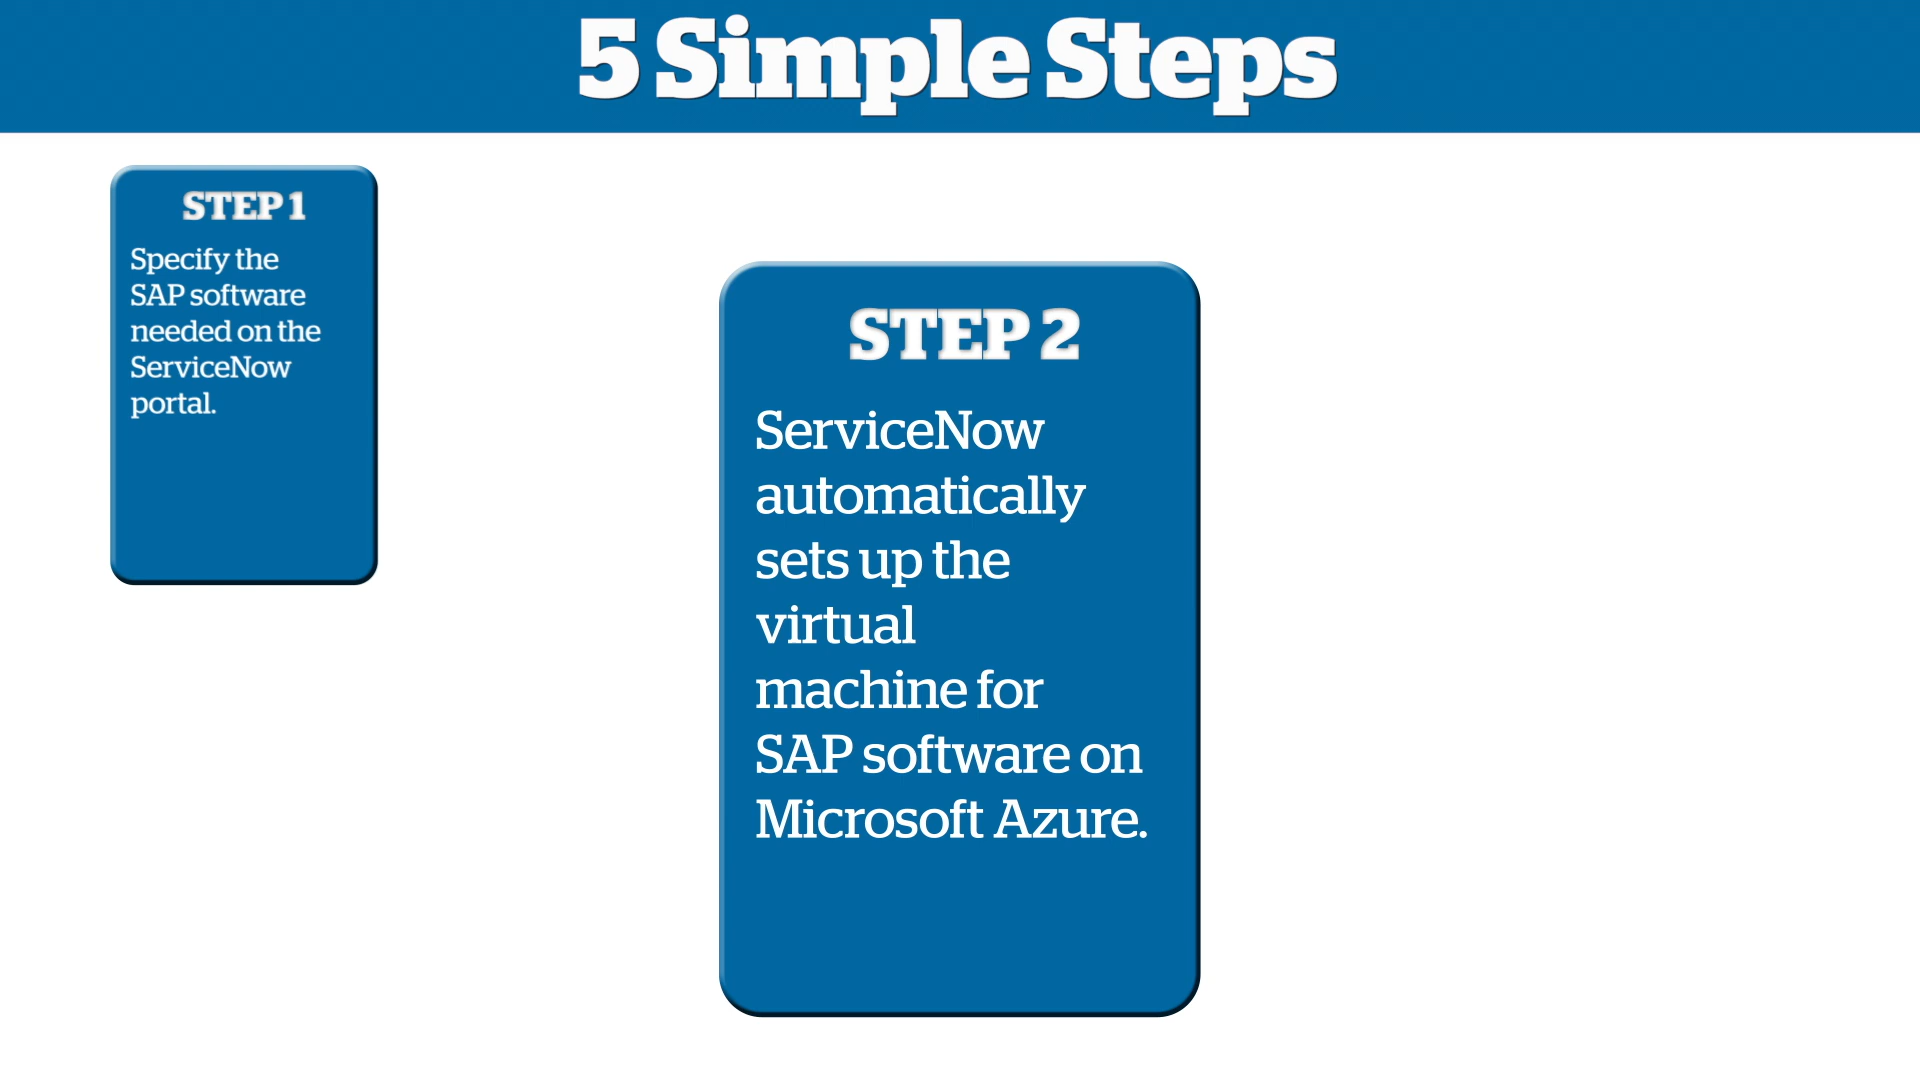 5 Simple Steps
STEP 1
Specify the
SAP software
needed on the
ServiceNow
portal.
STEP 2
ServiceNow
automatically
sets up the
virtual
machine for
SAP software on
Microsoft Azure.